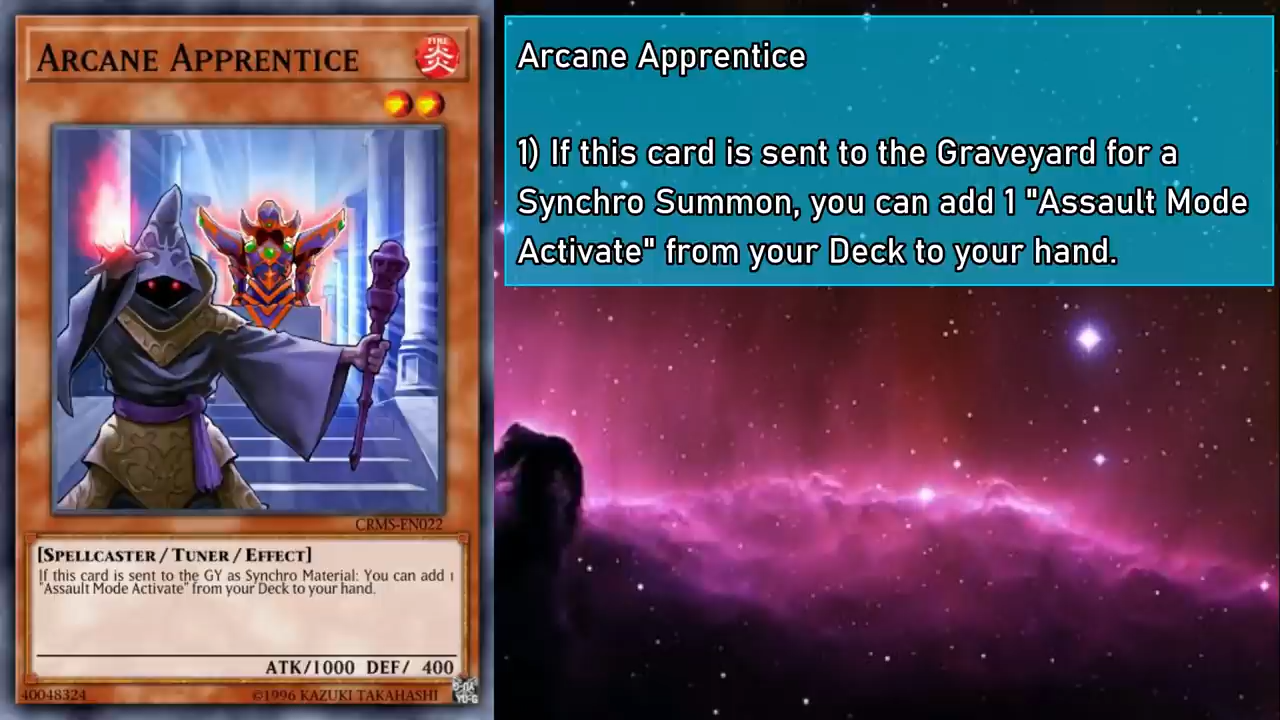 ARCANE APPRENTICE
FIRE
炎
CRMS-EN022
[SPELLCASTER / TUNER / EFFECT]
If this card is sent to the GY as Synchro Material: You can add 1
"Assault Mode Activate" from your Deck to your hand.
ATK/1000 DEF/ 400
40048324
©1996 KAZUKI TAKAHASHI
Arcane Apprentice
1) If this card is sent to the Graveyard for a
Synchro Summon, you can add 1 "Assault Mode
Activate" from your Deck to your hand.